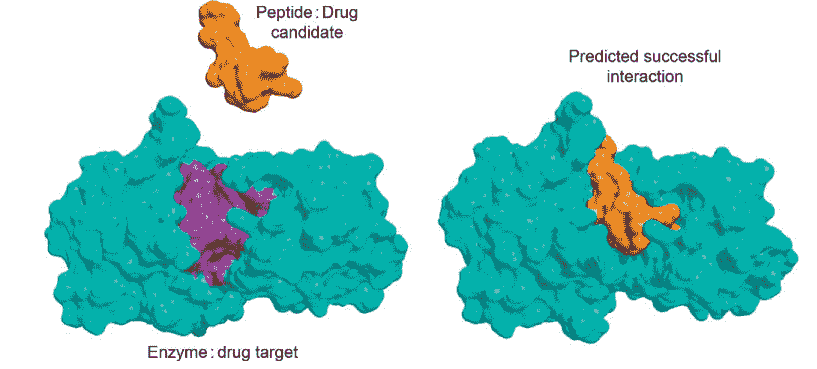 Peptide: Drug
candidate
Predicted successful
interaction
Enzyme: drug target